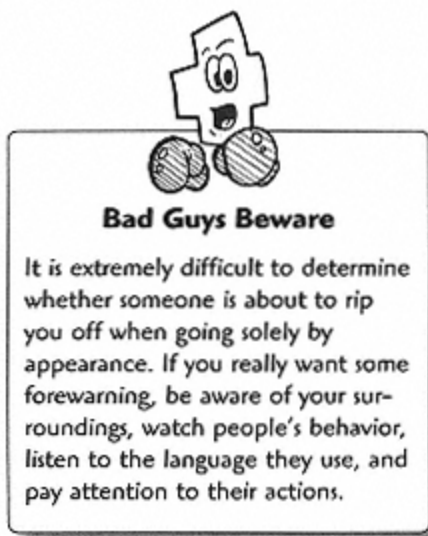 Bad Guys Beware
It is extremely difficult to determine
whether someone is about to rip
you off when going solely by
appearance. If you really want some
forewarning, be aware of your sur-
roundings, watch people's behavior,
listen to the language they use, and
pay attention to their actions.